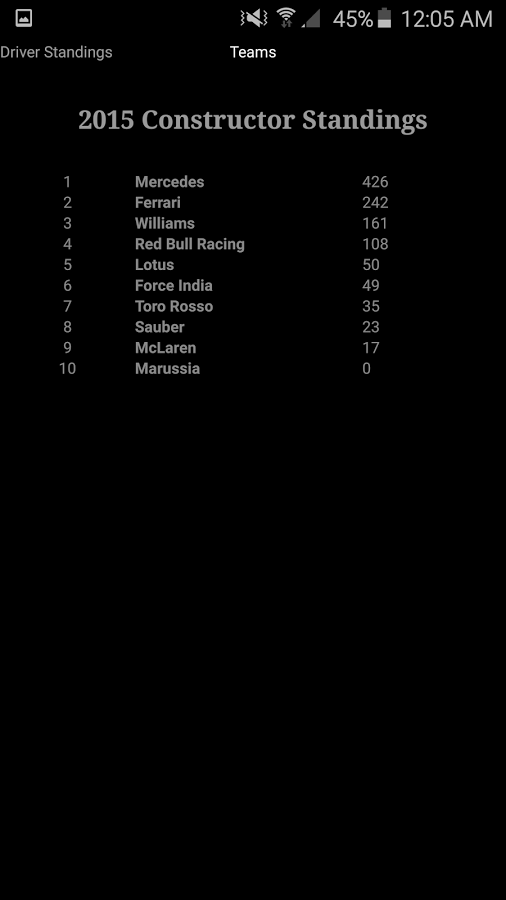 45% 12:05 AM
Driver Standings Teams
2015 Constructor Standings
1 Mercedes 426
2 Ferrari 242
3 Williams 161
4 Red Bull Racing 108
5 Lotus 50
6 Force India 49
7 Toro Rosso 35
8 Sauber 23
9 McLaren 17
10 Marussia 0